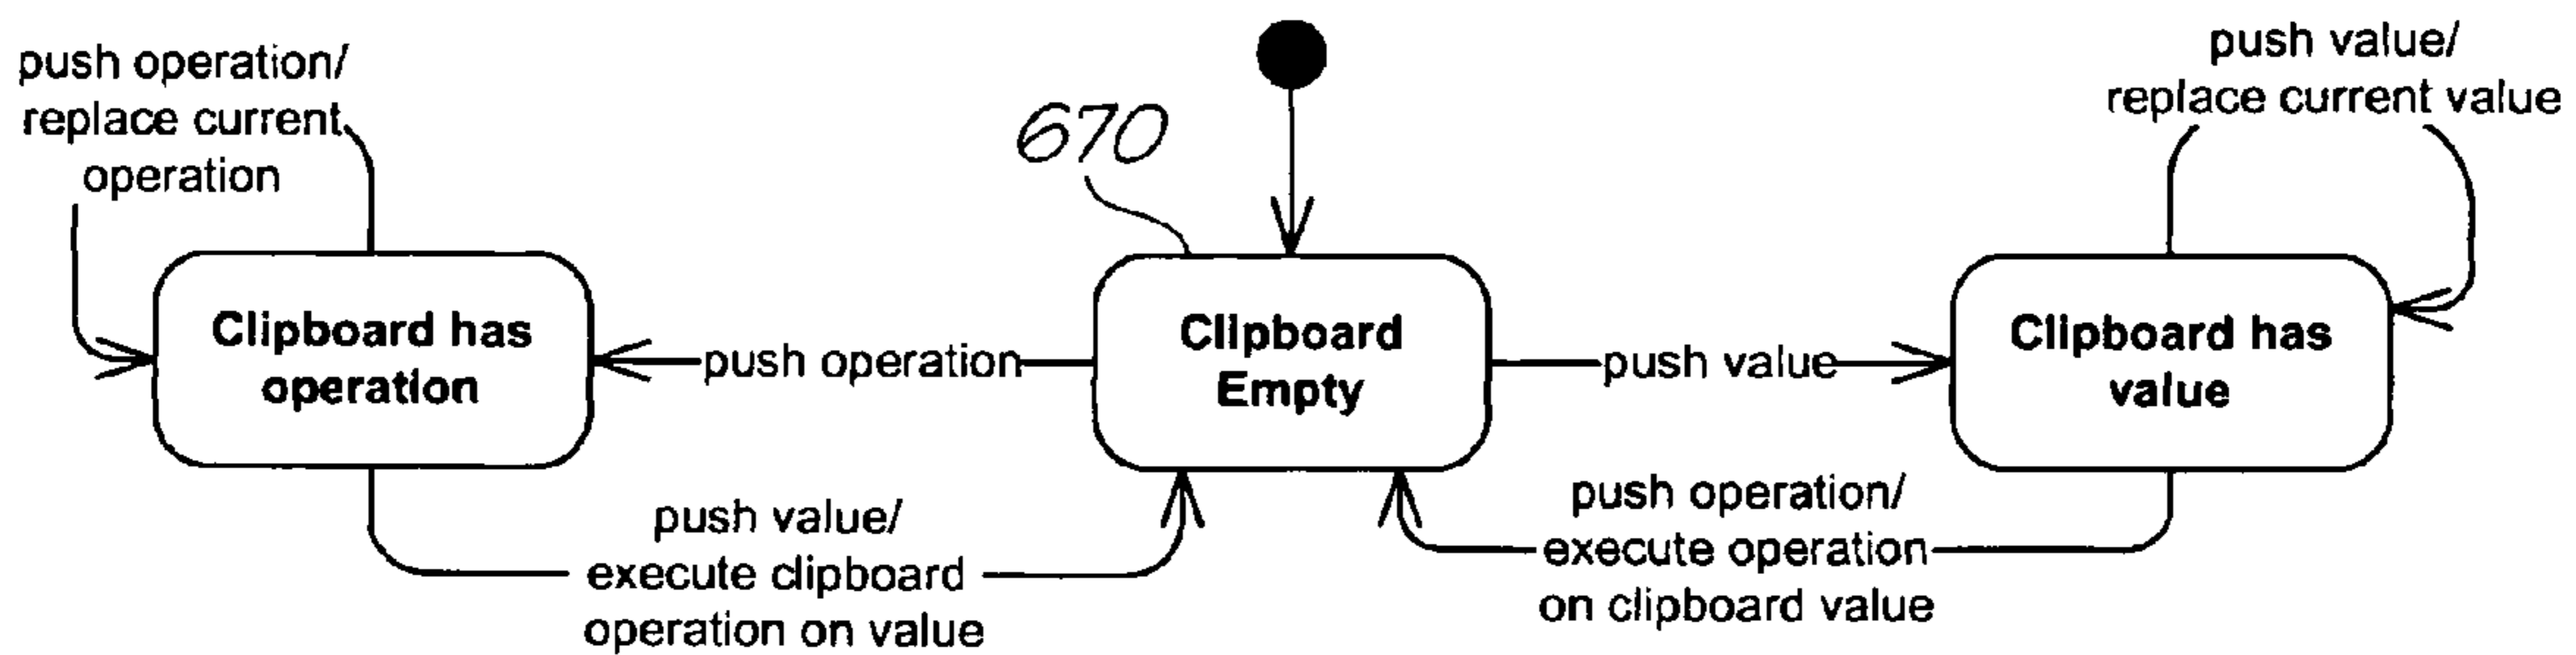 push operation/
replace current
operation
670
push value/
replace current value
Clipboard has
operation
push operation
Clipboard
Empty
push value
Clipboard has
value
push value/
execute clipboard
operation on value
push operation/
execute operation
on clipboard value